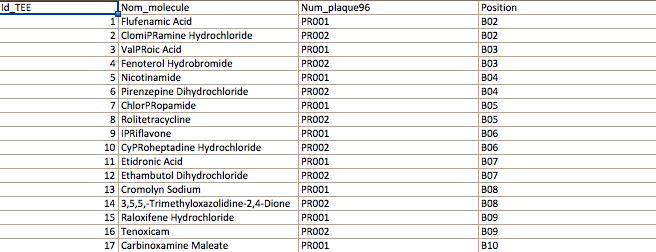 Id_TEE Nom_molecule Num_plaque96 Position
1 Flufenamic Acid PR001 B02
2 ClomiPRamine Hydrochloride PR002 B02
3 ValPRoic Acid PR001 B03
4 Fenoterol Hydrobromide PR002 B03
5 Nicotinamide PR001 B04
6 Pirenzepine Dihydrochloride PR002 B04
7 ChlorPRopamide PR001 B05
8 Rolitetracycline PR002 B05
9 IPRiflavone PR001 B06
10 CyPRoheptadine Hydrochloride PR002 B06
11 Etidronic Acid PR001 B07
12 Ethambutol Dihydrochloride PR002 B07
13 Cromolyn Sodium PR001 B08
14 3,5,5,-Trimethyloxazolidine-2,4-Dione PR002 B08
15 Raloxifene Hydrochloride PR001 B09
16 Tenoxicam PR002 B09
17 Carbinoxamine Maleate PR001 B10